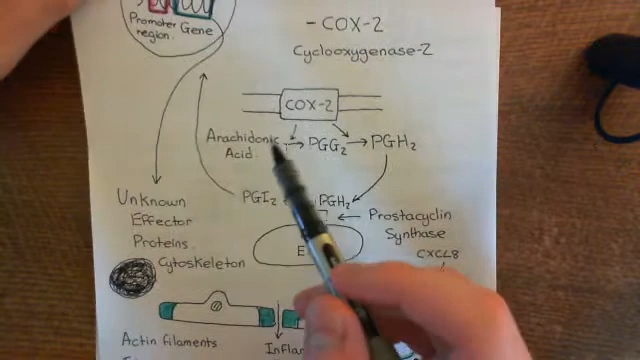 Promoter Gene
region.
- COX-2
Cyclooxygenase-2
COX-2
Arachidonic → PGG2 → PGH2
Acid.
PGI2 PGH2
Unknown
Effector
Proteins.
Cytoskeleton
← Prostacyclin
Synthase
CXCL8
E
Actin filaments